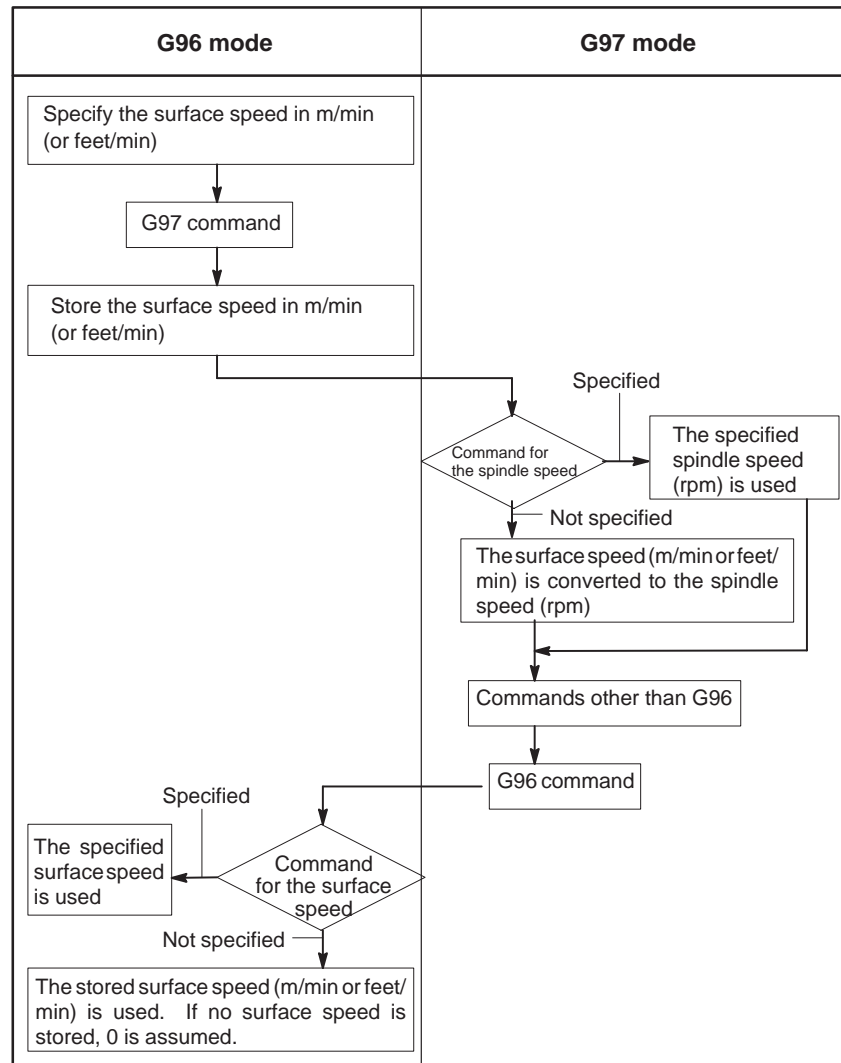 G96 mode
G97 mode
Specify the surface speed in m/min
(or feet/min)
G97 command
Store the surface speed in m/min
(or feet/min)
Specified
Command for
the spindle speed
The specified
spindle speed
(rpm) is used
Not specified
The surface speed (m/min or feet/
min) is converted to the spindle
speed (rpm)
Commands other than G96
G96 command
Specified
Command
for the surface
speed
The specified
surface speed
is used
Not specified
The stored surface speed (m/min or feet/
min) is used. If no surface speed is
stored, 0 is assumed.